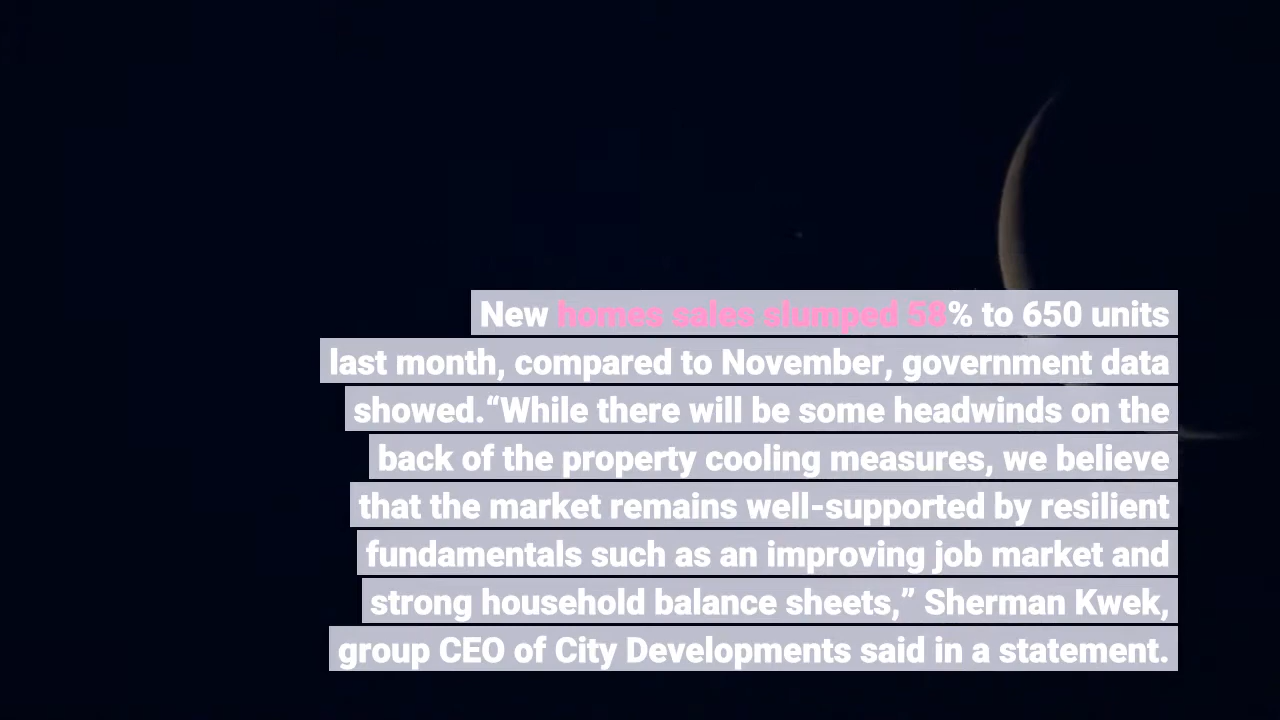 New homes sales slumped 58% to 650 units
last month, compared to November, government data
showed.“While there will be some headwinds on the
back of the property cooling measures, we believe
that the market remains well-supported by resilient
fundamentals such as an improving job market and
strong household balance sheets,” Sherman Kwek,
group CEO of City Developments said in a statement.